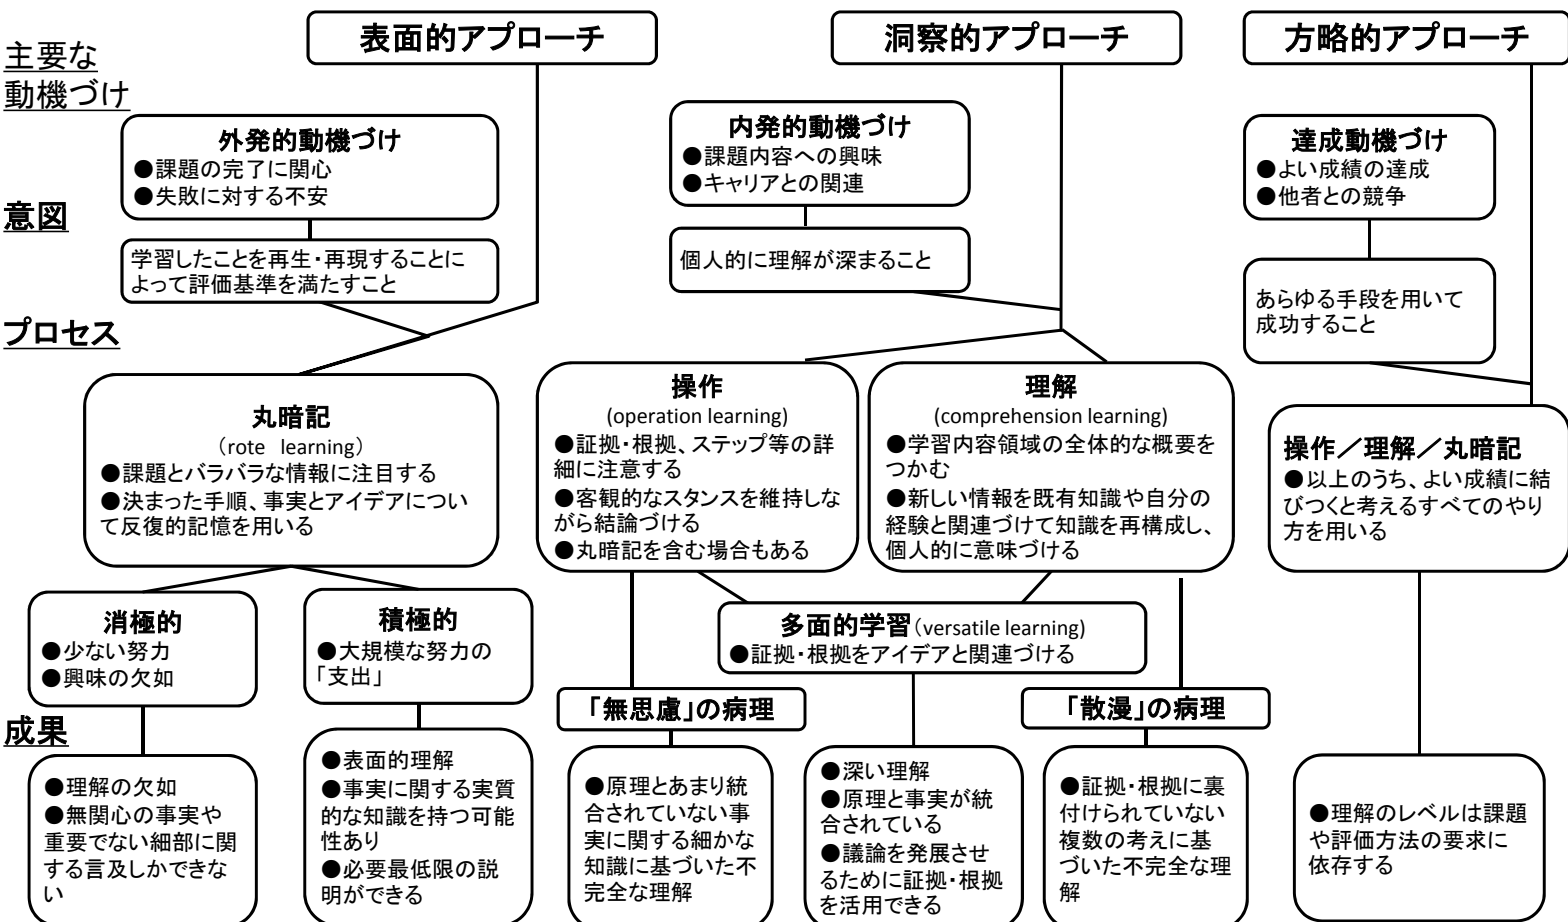 表面的アプローチ
洞察的アプローチ
方略的アプローチ
主要な
動機づけ
外発的動機づけ
●課題の完了に関心
●失敗に対する不安
内発的動機づけ
●課題内容への興味
●キャリアとの関連
達成動機づけ
●よい成績の達成
●他者との競争
意図
学習したことを再生・再現することに
よって評価基準を満たすこと
個人的に理解が深まること
あらゆる手段を用いて
成功すること
プロセス
丸暗記
(rote learning)
●課題とバラバラな情報に注目する
●決まった手順、事実とアイデアについ
て反復的記憶を用いる
操作
(operation learning)
●証拠・根拠、ステップ等の詳
細に注意する
●客観的なスタンスを維持しな
がら結論づける
●丸暗記を含む場合もある
理解
(comprehension learning)
●学習内容領域の全体的な概要を
つかむ
●新しい情報を既有知識や自分の
経験と関連づけて知識を再構成し、
個人的に意味づける
操作／理解／丸暗記
●以上のうち、よい成績に結
びつくと考えるすべてのやり
方を用いる
消極的
●少ない努力
●興味の欠如
積極的
●大規模な努力の
「支出」
多面的学習(versatile learning)
●証拠・根拠をアイデアと関連づける
「無思慮」の病理
「散漫」の病理
成果
●理解の欠如
●無関心の事実や
重要でない細部に関
する言及しかできな
い
●表面的理解
●事実に関する実質
的な知識を持つ可能
性あり
●必要最低限の説
明ができる
●原理とあまり統
合されていない事
実に関する細かな
知識に基づいた不
完全な理解
●深い理解
●原理と事実が統
合されている
●議論を発展させ
るために証拠・根拠
を活用できる
●証拠・根拠に裏
付けられていない
複数の考えに基
づいた不完全な理
解
●理解のレベルは課題
や評価方法の要求に
依存する